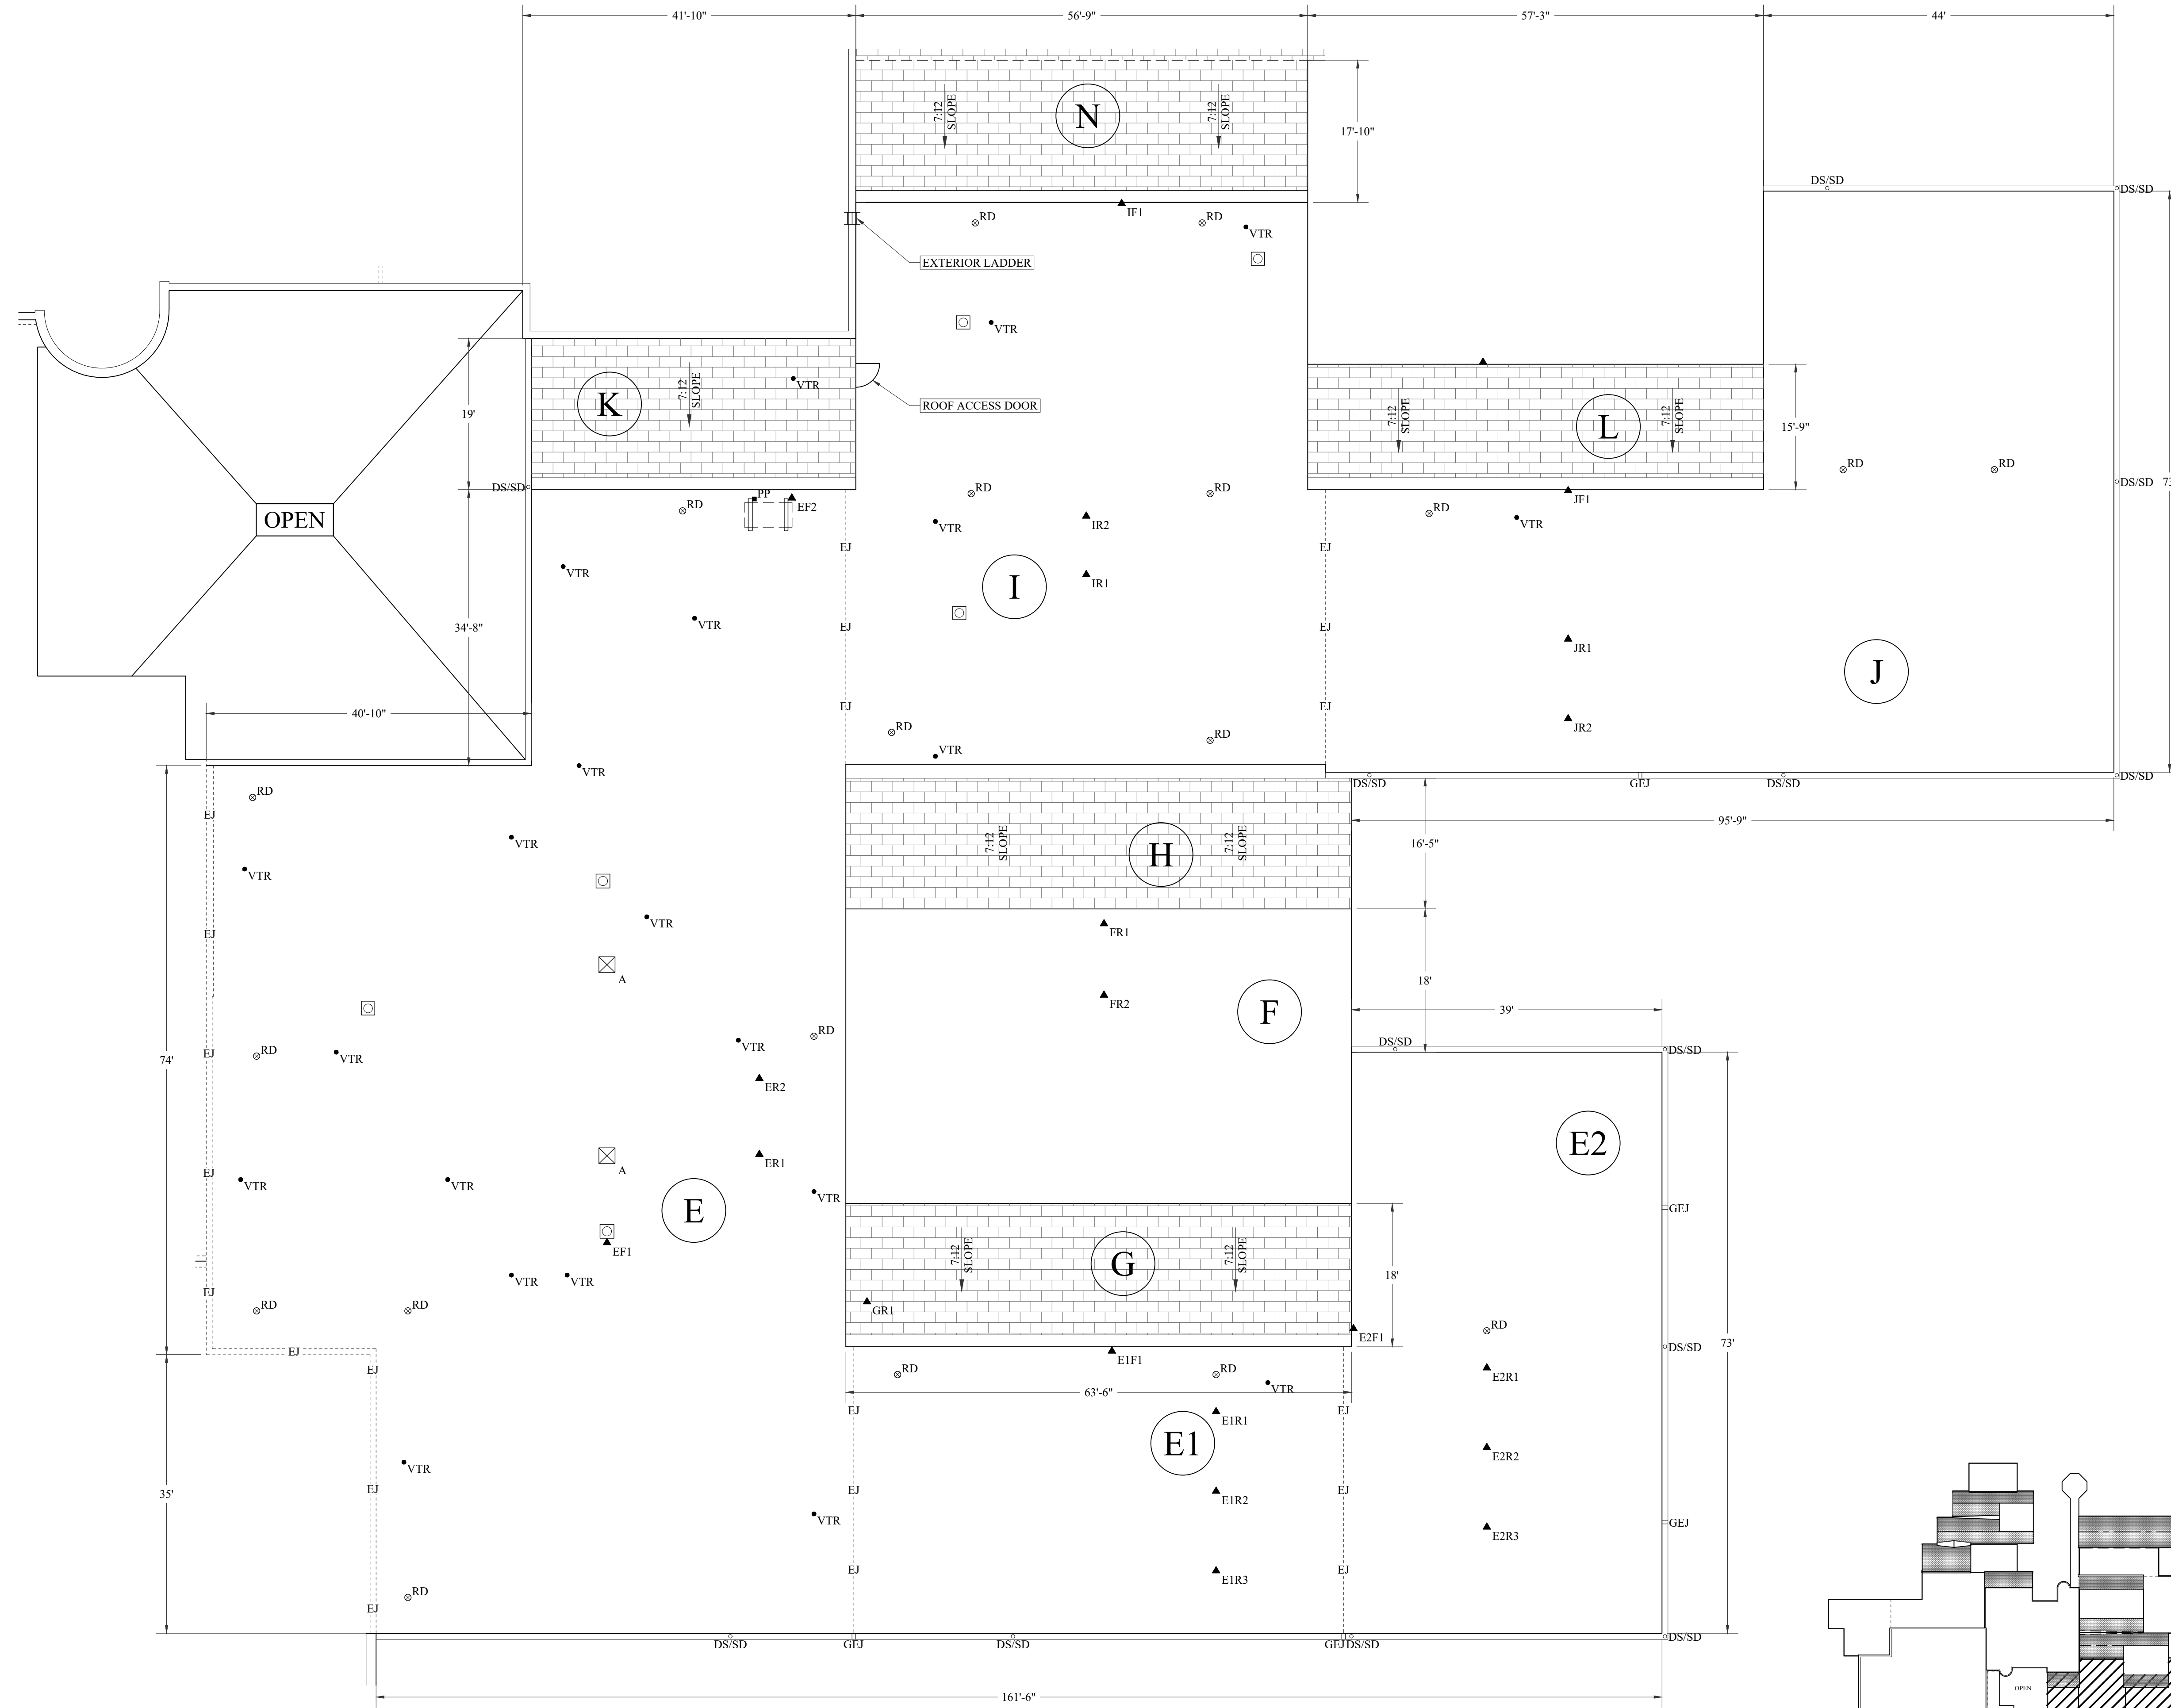 41'-10"
56'-9"
57'-3"
44'
7:12
SLOPE
N
7:12
SLOPE
17'-10"
DS/SD
DS/SD
IF1
RD
RD
VTR
EXTERIOR LADDER
VTR
K
7:12
SLOPE
VTR
ROOF ACCESS DOOR
19'
7:12
SLOPE
L
7:12
SLOPE
15'-9"
RD
RD
DS/SD
PP
EF2
RD
RD
RD
JF1
DS/SD
73
OPEN
RD
VTR
IR2
VTR
EJ
EJ
VTR
I
IR1
34'-8"
VTR
EJ
EJ
JR1
J
40'-10"
EJ
EJ
JR2
RD
RD
VTR
VTR
DS/SD
GEJ
DS/SD
DS/SD
RD
EJ
95'-9"
VTR
7:12
SLOPE
H
7:12
SLOPE
16'-5"
VTR
VTR
EJ
FR1
A
18'
FR2
F
39'
RD
VTR
DS/SD
DS/SD
RD
EJ
VTR
74'
ER2
E2
ER1
A
EJ
VTR
VTR
VTR
E
GEJ
EF1
7:12
SLOPE
G
7:12
SLOPE
18'
VTR
VTR
EJ
RD
RD
GR1
RD
E2F1
73'
DS/SD
EJ
E1F1
EJ
RD
RD
E2R1
VTR
63'-6"
EJ
EJ
E1R1
E1
E2R2
VTR
35'
EJ
EJ
E1R2
EJ
VTR
E2R3
GEJ
EJ
E1R3
EJ
RD
EJ
DS/SD
GEJ
DS/SD
GEJ
DS/SD
DS/SD
161'-6"
OPEN